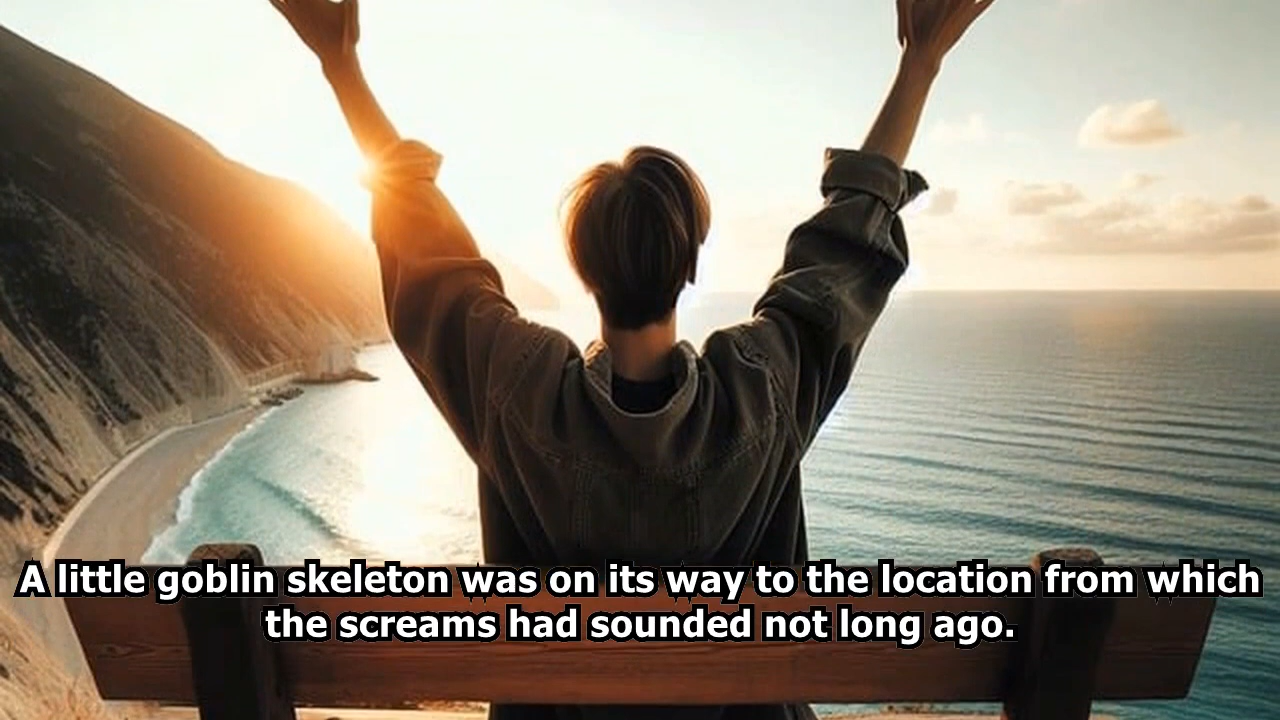 A little goblin skeleton was on its way to the location from which
the screams had sounded not long ago.